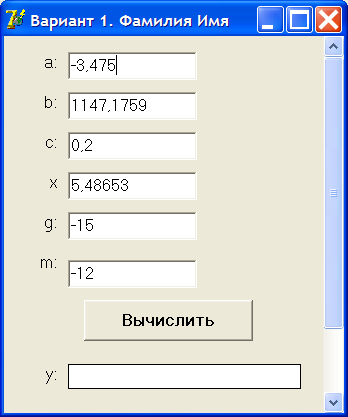 Вариант 1. Фамилия Имя
a: -3,475
b: 1147,1759
c: 0,2
x 5,48653
g: -15
m: -12
Вычислить
y: